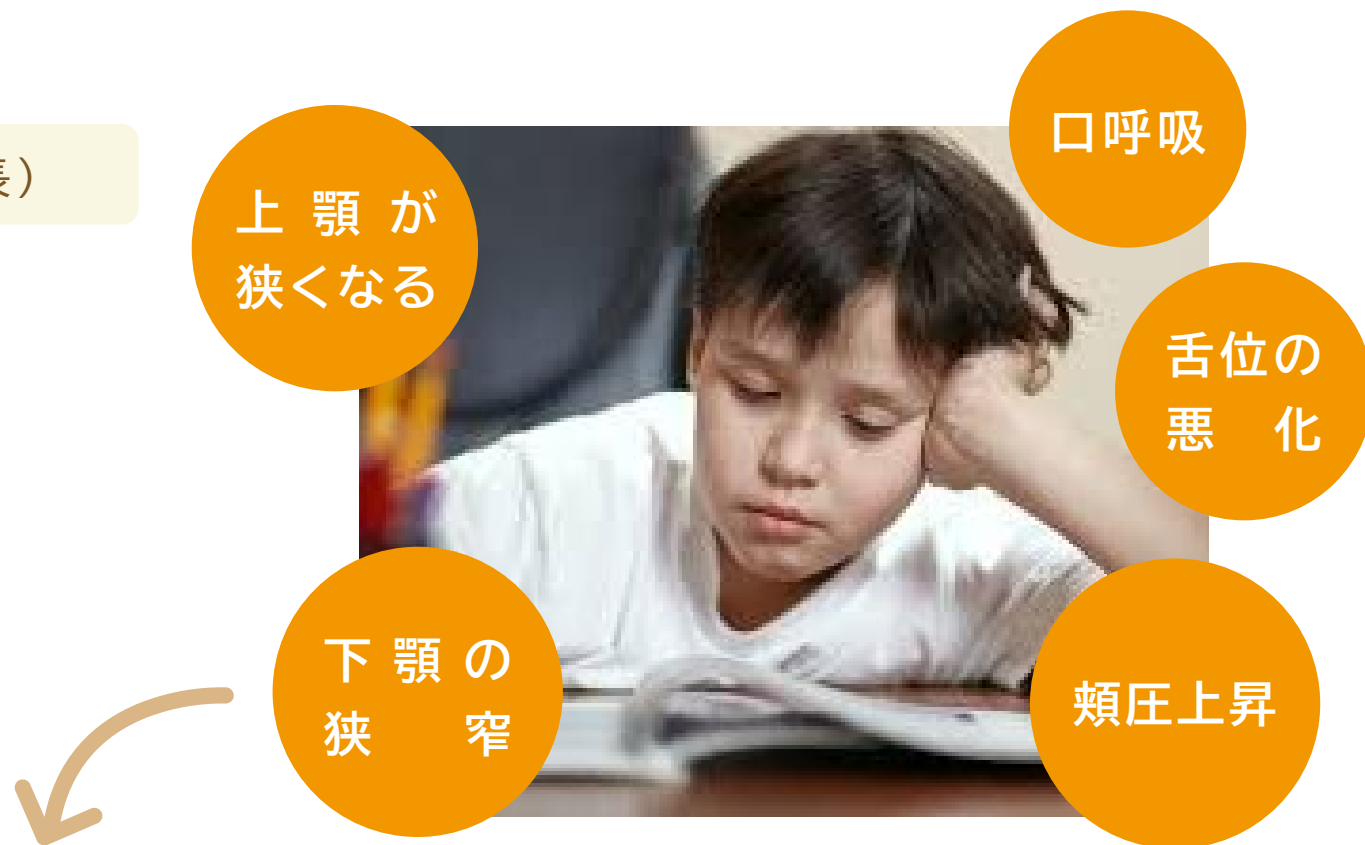 長）
口呼吸
舌位の
悪化
頬圧上昇
下顎の
狭窄
上顎が
狭くなる